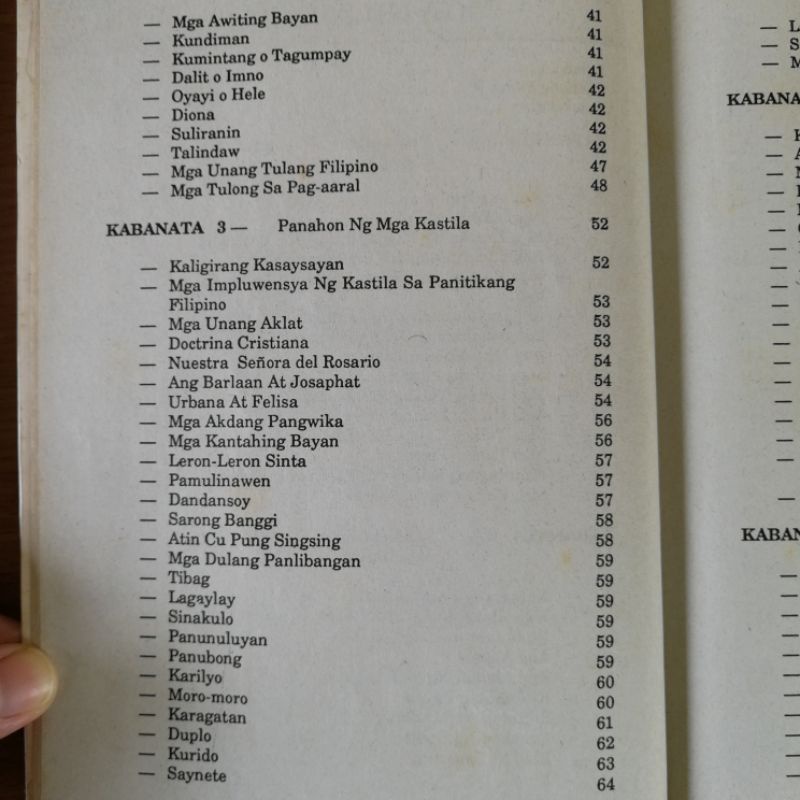 — Mga Awiting Bayan 41
— Kundiman 41
— Kumintang o Tagumpay 41
— Dalit o Imno 41
— Oyayi o Hele 42
— Diona 42
— Suliranin 42
— Talindaw 42
— Mga Unang Tulang Filipino 47
— Mga Tulong Sa Pag-aaral 48
KABANATA 3 — Panahon Ng Mga Kastila 52
— Kaligirang Kasaysayan 52
— Mga Impluwensya Ng Kastila Sa Panitikang
Filipino 53
— Mga Unang Aklat 53
— Doctrina Cristiana 53
— Nuestra Señora del Rosario 54
— Ang Barlaan At Josaphat 54
— Urbana At Felisa 54
— Mga Akdang Pangwika 56
— Mga Kantahing Bayan 56
— Leron-Leron Sinta 57
— Pamulinawen 57
— Dandansoy 57
— Sarong Banggi 58
— Atin Cu Pung Singsing 58
— Mga Dulang Panlibangan 59
— Tibag 59
— Lagaylay 59
— Sinakulo 59
— Panunuluyan 59
— Panubong 59
— Karilyo 60
— Moro-moro 60
— Karagatan 61
— Duplo 62
— Kurido 63
— Saynete 64